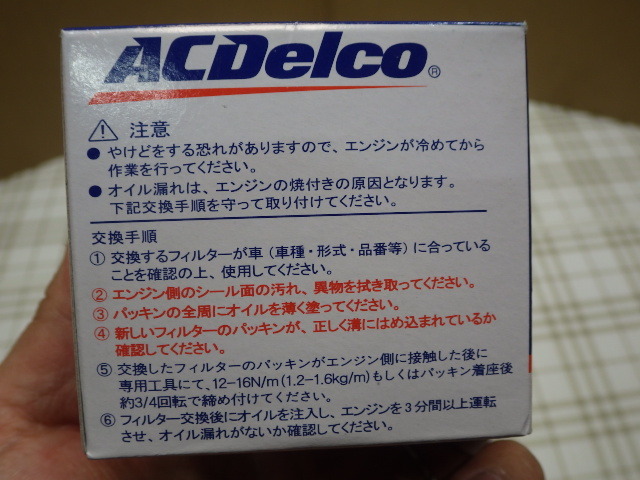 ACDelco®
⚠ 注意
● やけどをする恐れがありますので、エンジンが冷めてから
作業を行ってください。
● オイル漏れは、エンジンの焼付きの原因となります。
下記交換手順を守って取り付けてください。
交換手順
① 交換するフィルターが車（車種・形式・品番等）に合っている
ことを確認の上、使用してください。
② エンジン側のシール面の汚れ、異物を拭き取ってください。
③ パッキンの全周にオイルを薄く塗ってください。
④ 新しいフィルターのパッキンが、正しく溝にはめ込まれているか
確認してください。
⑤ 交換したフィルターのパッキンがエンジン側に接触した後に
専用工具にて、12−16N/m(1.2−1.6kg/m)もしくはパッキン着座後
約3/4回転で締め付けてください。
⑥ フィルター交換後にオイルを注入し、エンジンを3分間以上運転
させ、オイル漏れがないか確認してください。